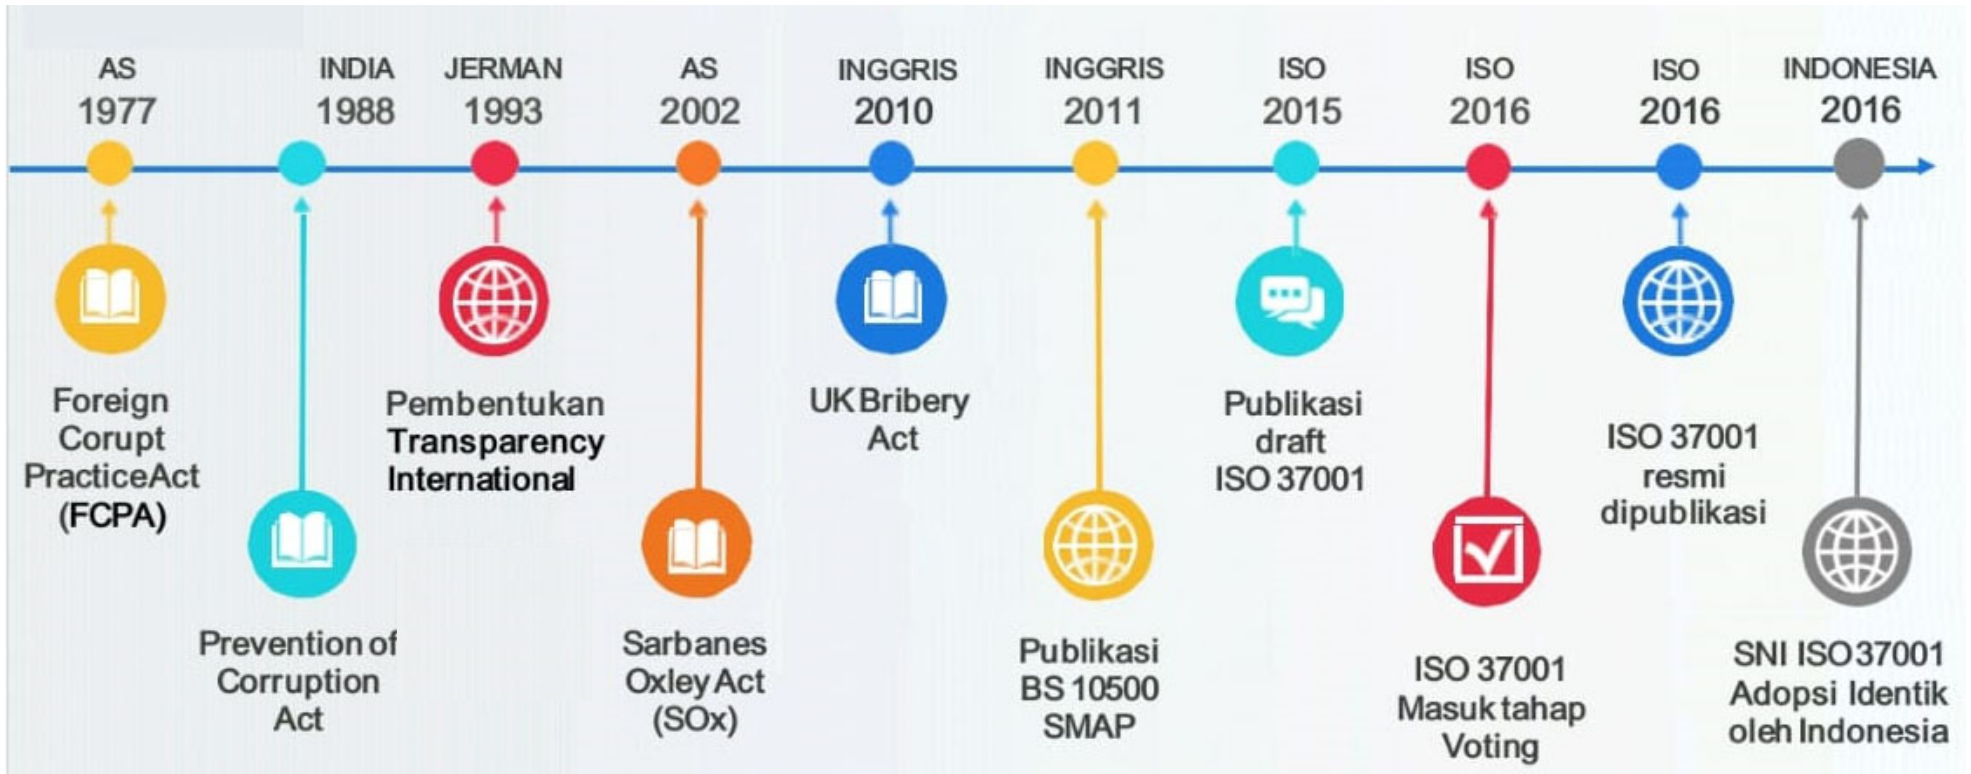 AS
1977
INDIA
1988
JERMAN
1993
AS
2002
INGGRIS
2010
INGGRIS
2011
ISO
2015
ISO
2016
ISO
2016
INDONESIA
2016
Foreign
Corupt
Practice Act
(FCPA)
Prevention of
Corruption
Act
Pembentukan
Transparency
International
Sarbanes
Oxley Act
(SOx)
UK Bribery
Act
Publikasi
BS 10500
SMAP
Publikasi
draft
ISO 37001
ISO 37001
Masuk tahap
Voting
ISO 37001
resmi
dipublikasi
SNI ISO 37001
Adopsi Identik
oleh Indonesia